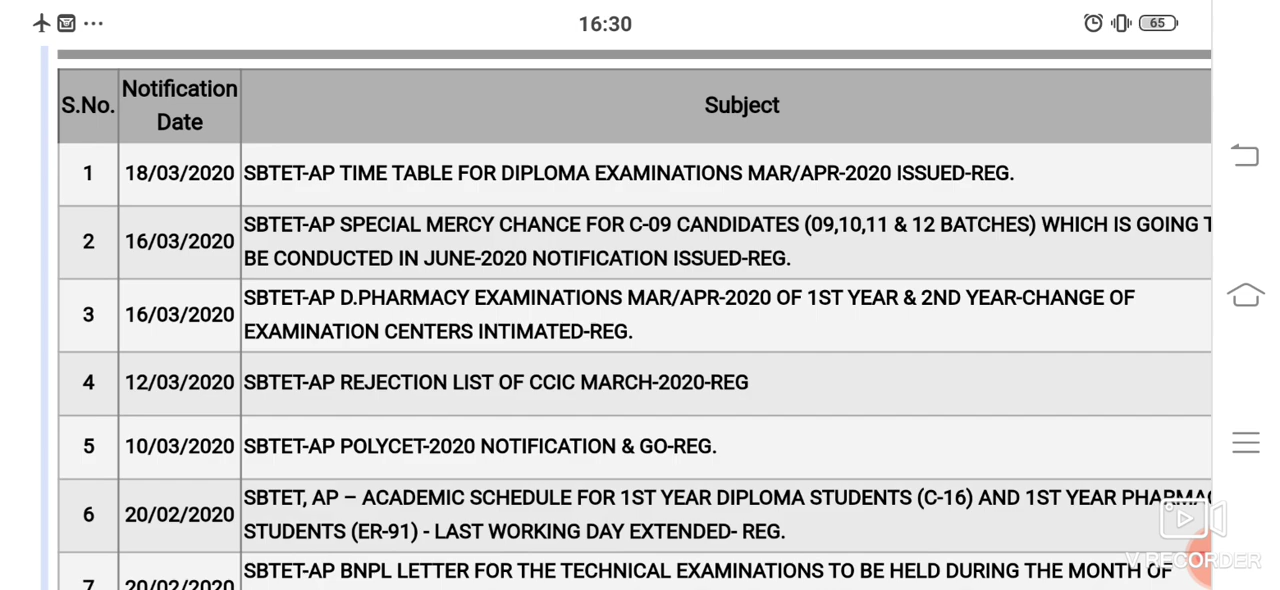 16:30
65
S.No. Notification Date Subject
1 18/03/2020 SBTET-AP TIME TABLE FOR DIPLOMA EXAMINATIONS MAR/APR-2020 ISSUED-REG.
2 16/03/2020 SBTET-AP SPECIAL MERCY CHANCE FOR C-09 CANDIDATES (09,10,11 & 12 BATCHES) WHICH IS GOING T
BE CONDUCTED IN JUNE-2020 NOTIFICATION ISSUED-REG.
3 16/03/2020 SBTET-AP D.PHARMACY EXAMINATIONS MAR/APR-2020 OF 1ST YEAR & 2ND YEAR-CHANGE OF
EXAMINATION CENTERS INTIMATED-REG.
4 12/03/2020 SBTET-AP REJECTION LIST OF CCIC MARCH-2020-REG
5 10/03/2020 SBTET-AP POLYCET-2020 NOTIFICATION & GO-REG.
6 20/02/2020 SBTET, AP – ACADEMIC SCHEDULE FOR 1ST YEAR DIPLOMA STUDENTS (C-16) AND 1ST YEAR PHARMAC
STUDENTS (ER-91) - LAST WORKING DAY EXTENDED- REG.
7 20/02/2020 SBTET-AP BNPL LETTER FOR THE TECHNICAL EXAMINATIONS TO BE HELD DURING THE MONTH OF
V RECORDER